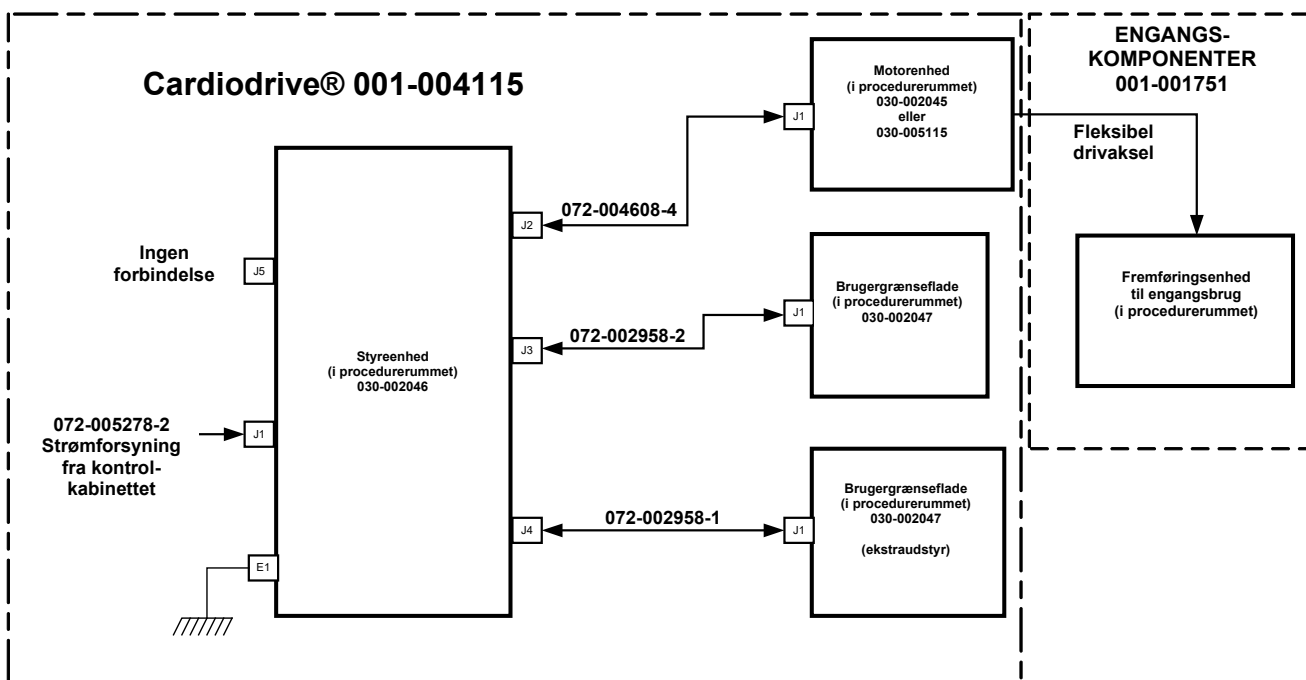 Cardiodrive® 001-004115
ENGANGS-
KOMPONENTER
001-001751
Motorenhed
(i procedurerummet)
030-002045
eller
030-005115
J1
Fleksibel
drivaksel
072-004608-4
J2
Ingen
forbindelse
J5
Brugergrænseflade
(i procedurerummet)
030-002047
J1
Fremføringsenhed
til engangsbrug
(i procedurerummet)
072-002958-2
J3
Styreenhed
(i procedurerummet)
030-002046
072-005278-2
Strømforsyning
fra kontrol-
kabinettet
J1
Brugergrænseflade
(i procedurerummet)
030-002047
(ekstraudstyr)
J1
072-002958-1
J4
E1